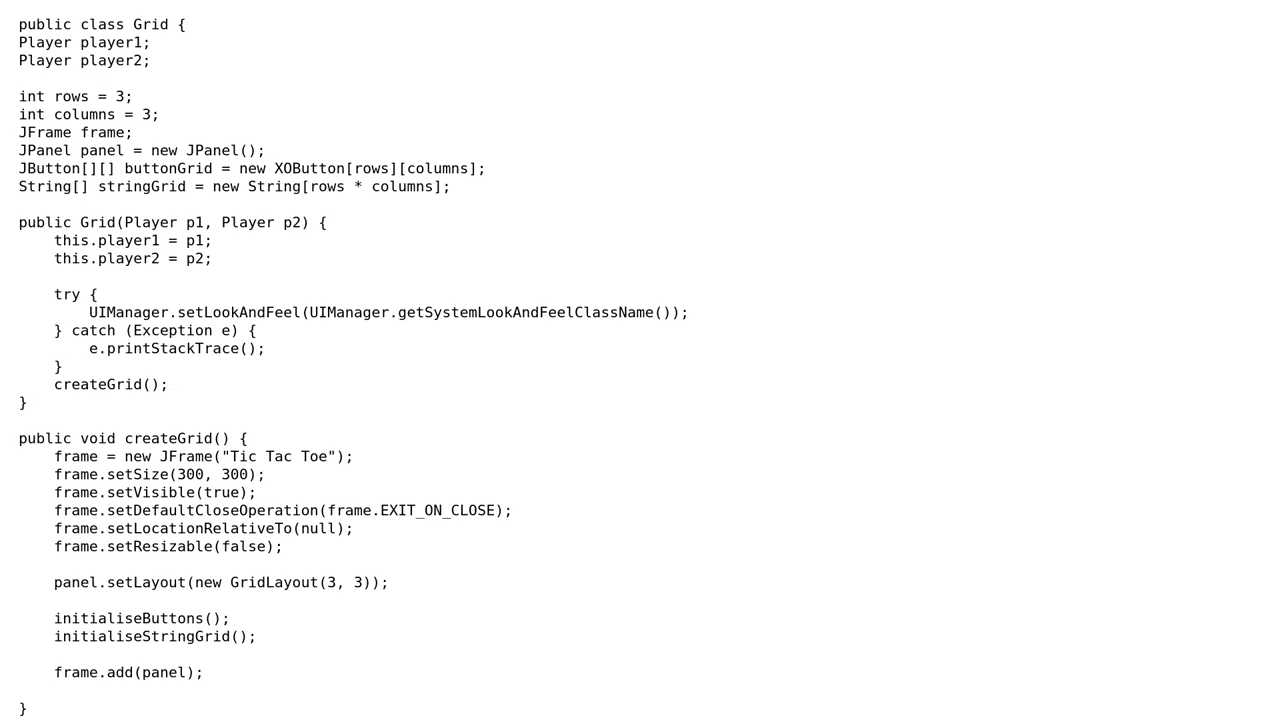 public class Grid {
Player player1;
Player player2;

int rows = 3;
int columns = 3;
JFrame frame;
JPanel panel = new JPanel();
JButton[][] buttonGrid = new XOButton[rows][columns];
String[] stringGrid = new String[rows * columns];

public Grid(Player p1, Player p2) {
    this.player1 = p1;
    this.player2 = p2;

    try {
        UIManager.setLookAndFeel(UIManager.getSystemLookAndFeelClassName());
    } catch (Exception e) {
        e.printStackTrace();
    }
    createGrid();
}

public void createGrid() {
    frame = new JFrame("Tic Tac Toe");
    frame.setSize(300, 300);
    frame.setVisible(true);
    frame.setDefaultCloseOperation(frame.EXIT_ON_CLOSE);
    frame.setLocationRelativeTo(null);
    frame.setResizable(false);

    panel.setLayout(new GridLayout(3, 3));

    initialiseButtons();
    initialiseStringGrid();

    frame.add(panel);

}